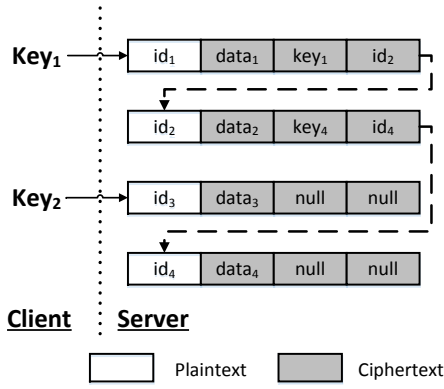 Key1 id1 data1 key1 id2
id2 data2 key4 id4
Key2 id3 data3 null null
id4 data4 null null
Client Server
Plaintext Ciphertext